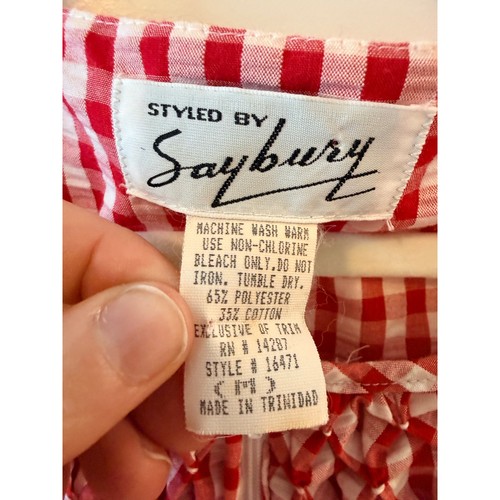 STYLED BY
Saybury
MACHINE WASH WARM
USE NON-CHLORINE
BLEACH ONLY.DO NOT
IRON. TUMBLE DRY.
65% POLYESTER
35% COTTON
EXCLUSIVE OF TRIM
RN # 14287
STYLE # 16471
(M)
MADE IN TRINIDAD